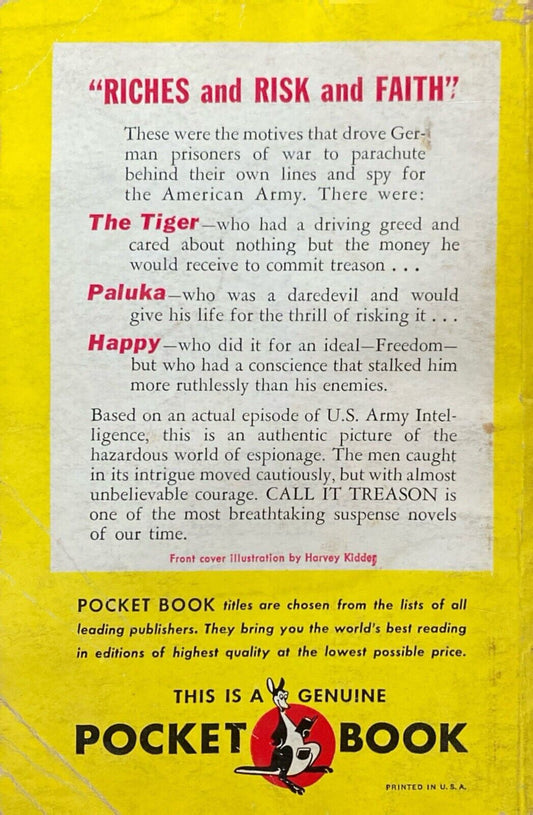 "RICHES and RISK and FAITH"
These were the motives that drove Ger-
man prisoners of war to parachute
behind their own lines and spy for
the American Army. There were:
The Tiger—who had a driving greed and
cared about nothing but the money he
would receive to commit treason . . .
Paluka—who was a daredevil and would
give his life for the thrill of risking it . . .
Happy—who did it for an ideal—Freedom—
but who had a conscience that stalked him
more ruthlessly than his enemies.
Based on an actual episode of U.S. Army Intel-
ligence, this is an authentic picture of the
hazardous world of espionage. The men caught
in its intrigue moved cautiously, but with almost
unbelievable courage. CALL IT TREASON is
one of the most breathtaking suspense novels
of our time.
Front cover illustration by Harvey Kidder
POCKET BOOK titles are chosen from the lists of all
leading publishers. They bring you the world's best reading
in editions of highest quality at the lowest possible price.
THIS IS A GENUINE
POCKET BOOK
PRINTED IN U.S.A.